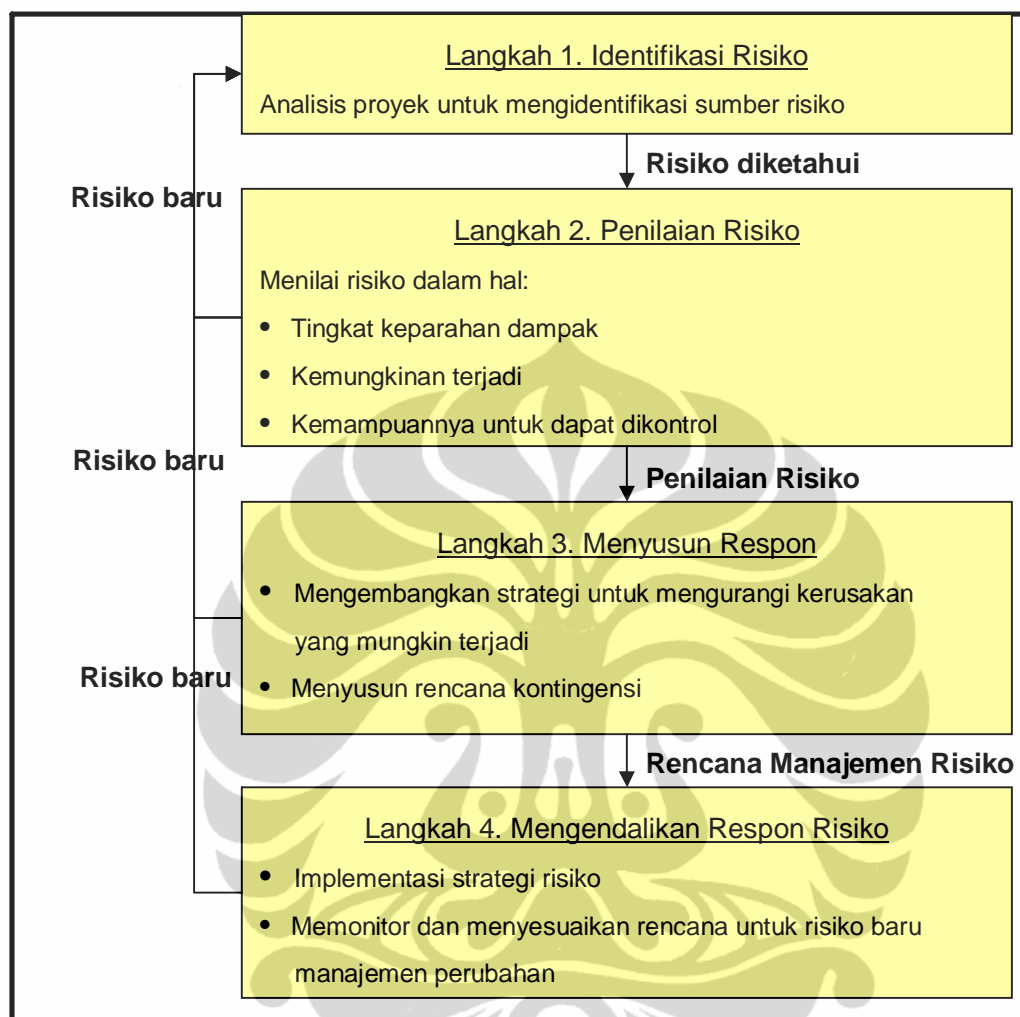 Langkah 1. Identifikasi Risiko
Analisis proyek untuk mengidentifikasi sumber risiko
Risiko diketahui
Risiko baru
Langkah 2. Penilaian Risiko
Menilai risiko dalam hal:
• Tingkat keparahan dampak
• Kemungkinan terjadi
• Kemampuannya untuk dapat dikontrol
Risiko baru
Penilaian Risiko
Langkah 3. Menyusun Respon
• Mengembangkan strategi untuk mengurangi kerusakan
yang mungkin terjadi
• Menyusun rencana kontingensi
Risiko baru
Rencana Manajemen Risiko
Langkah 4. Mengendalikan Respon Risiko
• Implementasi strategi risiko
• Memonitor dan menyesuaikan rencana untuk risiko baru
manajemen perubahan